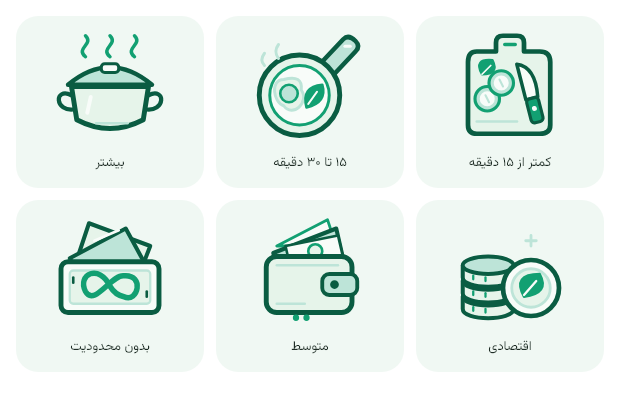 کمتر از ۱۵ دقیقه
۱۵ تا ۳۰ دقیقه
بیشتر
اقتصادی
متوسط
بدون محدودیت